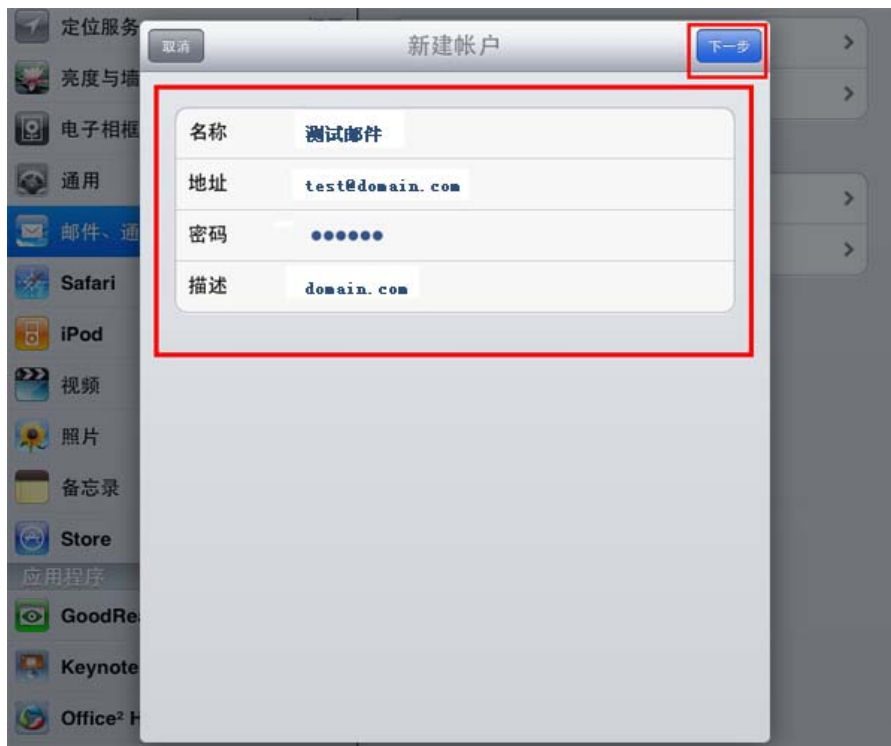 定位服务
取消
新建帐户
下一步
亮度与墙
电子相框
通用
邮件、通
Safari
iPod
视频
照片
备忘录
Store
应用程序
GoodRe
Keynote
Office² H
名称 测试邮件
地址 test@domain.com
密码 ●●●●●●
描述 domain.com